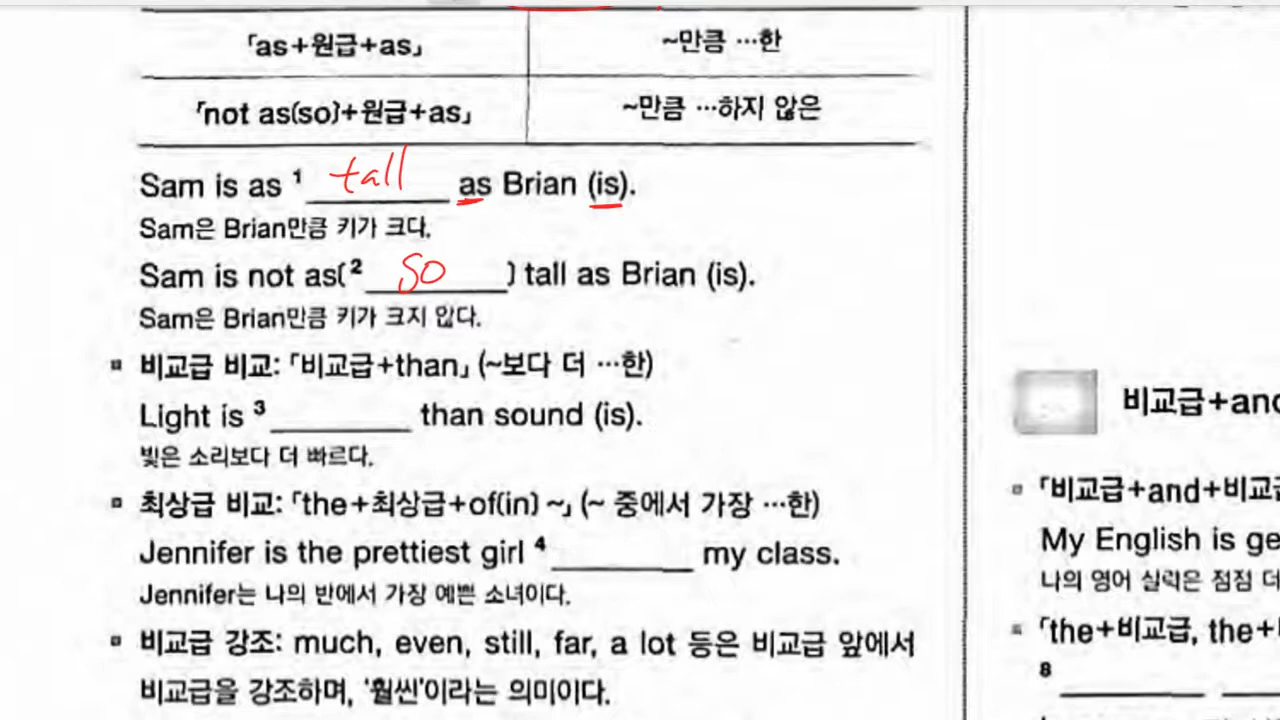 「as+원급+as」 ~만큼 …한
「not as(so)+원급+as」 ~만큼 …하지 않은
Sam is as ¹ tall as Brian (is).
Sam은 Brian만큼 키가 크다.
Sam is not as(² so ) tall as Brian (is).
Sam은 Brian만큼 키가 크지 않다.
비교급 비교: 「비교급+than」 (~보다 더 …한)
Light is ³ ________ than sound (is).
빛은 소리보다 더 빠르다.
최상급 비교: 「the+최상급+of(in) ~」 (~ 중에서 가장 …한)
Jennifer is the prettiest girl ⁴ ________ my class.
Jennifer는 나의 반에서 가장 예쁜 소녀이다.
비교급 강조: much, even, still, far, a lot 등은 비교급 앞에서
비교급을 강조하며, '훨씬'이라는 의미이다.
비교급+and
「비교급+and+비교급
My English is ge
나의 영어 실력은 점점 더
「the+비교급, the+
8